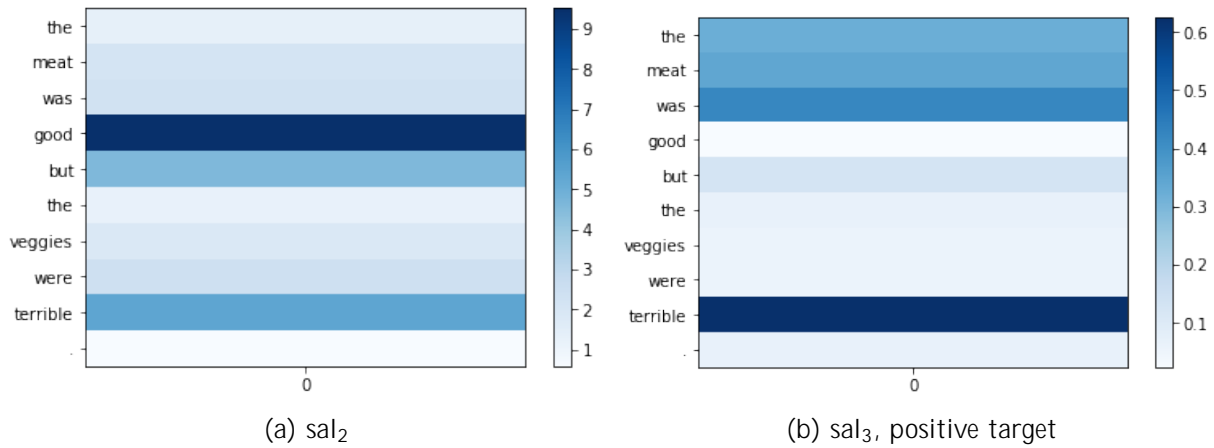 the
meat
was
good
but
the
veggies
were
terrible
.
0
9
8
7
6
5
4
3
2
1
(a) sal₂
the
meat
was
good
but
the
veggies
were
terrible
.
0
0.6
0.5
0.4
0.3
0.2
0.1
(b) sal₃, positive target